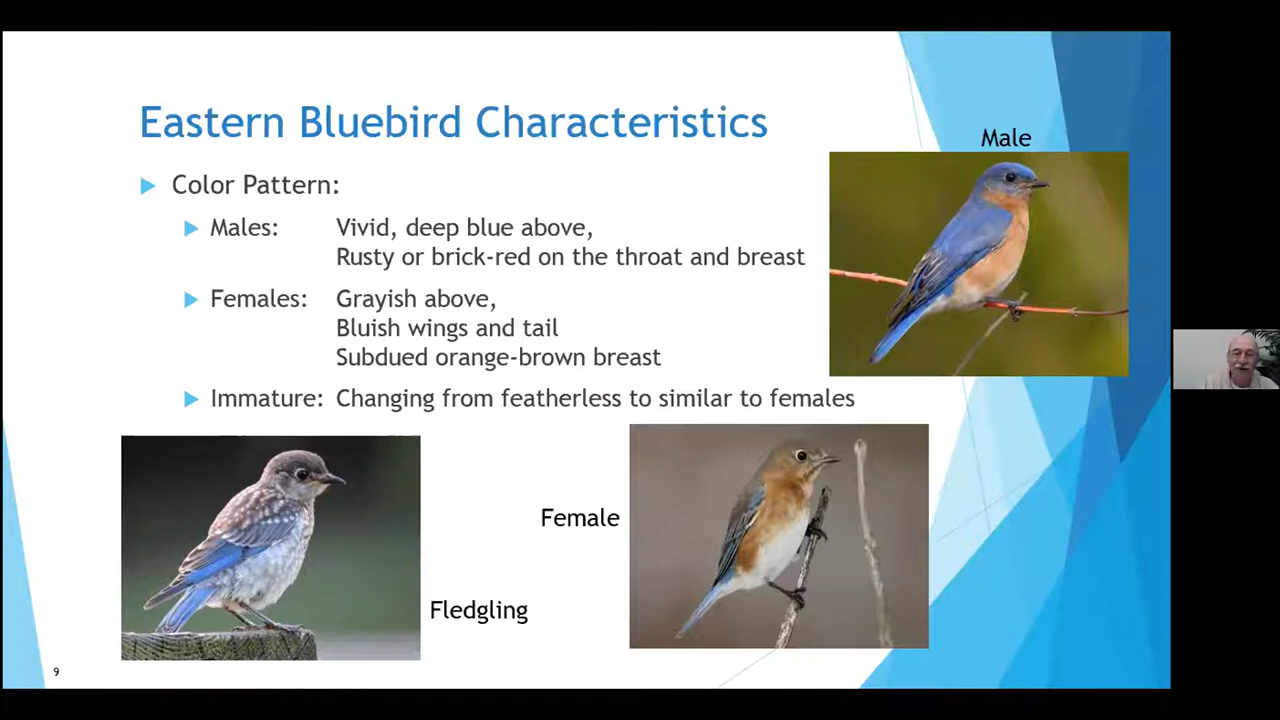 Eastern Bluebird Characteristics
Male
Color Pattern:
Males: Vivid, deep blue above,
Rusty or brick-red on the throat and breast
Females: Grayish above,
Bluish wings and tail
Subdued orange-brown breast
Immature: Changing from featherless to similar to females
Female
Fledgling
9